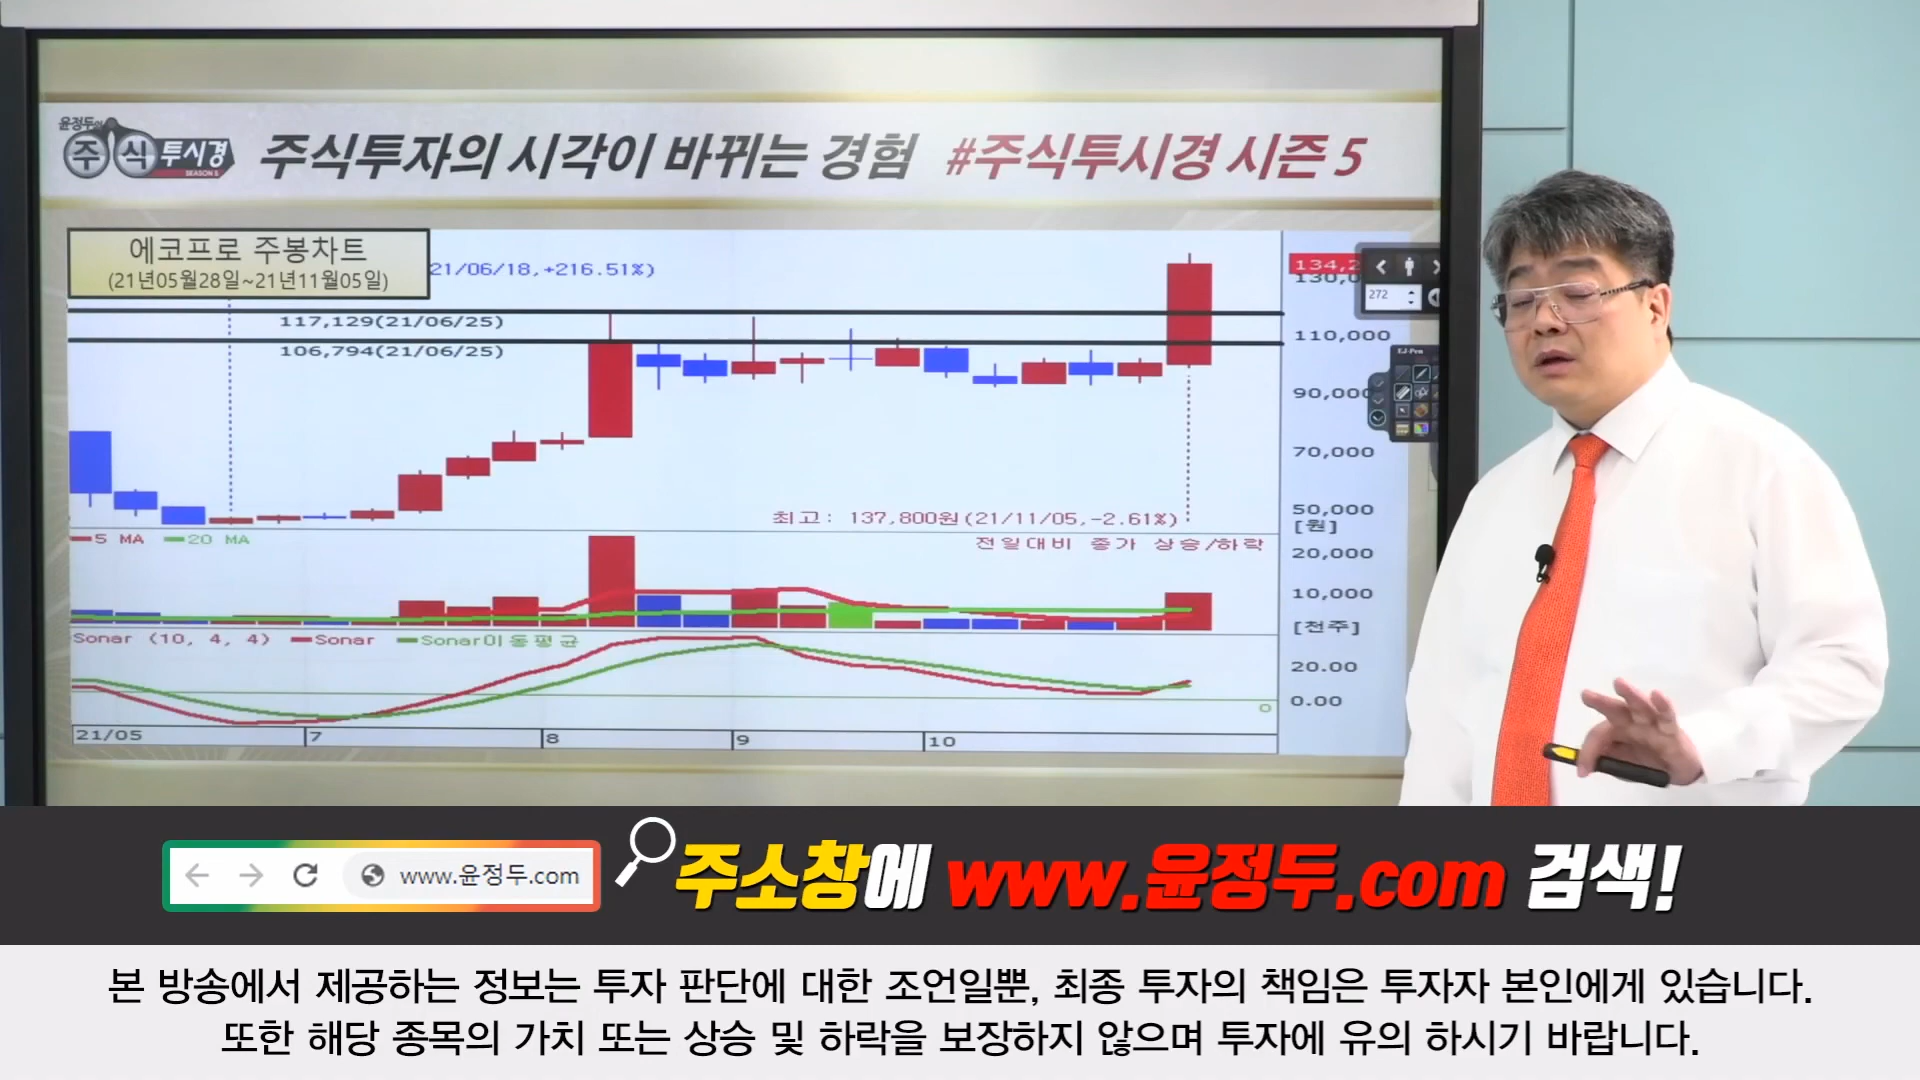 윤정두의
주식투시경
SEASON 5
주식투자의 시각이 바뀌는 경험 #주식투시경 시즌 5
에코프로 주봉차트
(21년05월28일~21년11월05일)
21/06/18,+216.51%)
117,129(21/06/25)
106,794(21/06/25)
134,2
130,0
110,000
90,000
70,000
50,000
[원]
272
EJ-Pen
최고: 137,800원(21/11/05,-2.61%)
5 MA 20 MA
전일대비 종가 상승/하락
20,000
10,000
[천주]
Sonar (10, 4, 4) Sonar Sonar이동평균
20.00
0.00
0
21/05 7 8 9 10
www.윤정두.com
주소창에 www.윤정두.com 검색!
본 방송에서 제공하는 정보는 투자 판단에 대한 조언일뿐, 최종 투자의 책임은 투자자 본인에게 있습니다.
또한 해당 종목의 가치 또는 상승 및 하락을 보장하지 않으며 투자에 유의 하시기 바랍니다.